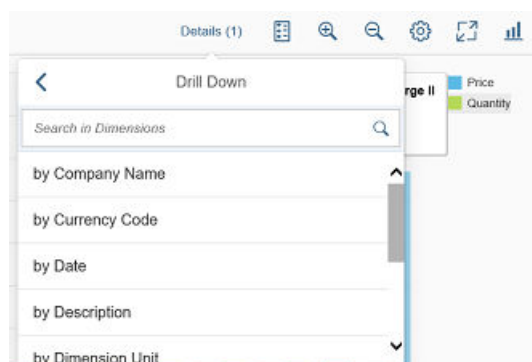 Details (1)
Drill Down
rge II
Price
Quantity
Search in Dimensions
by Company Name
by Currency Code
by Date
by Description
by Dimension Unit